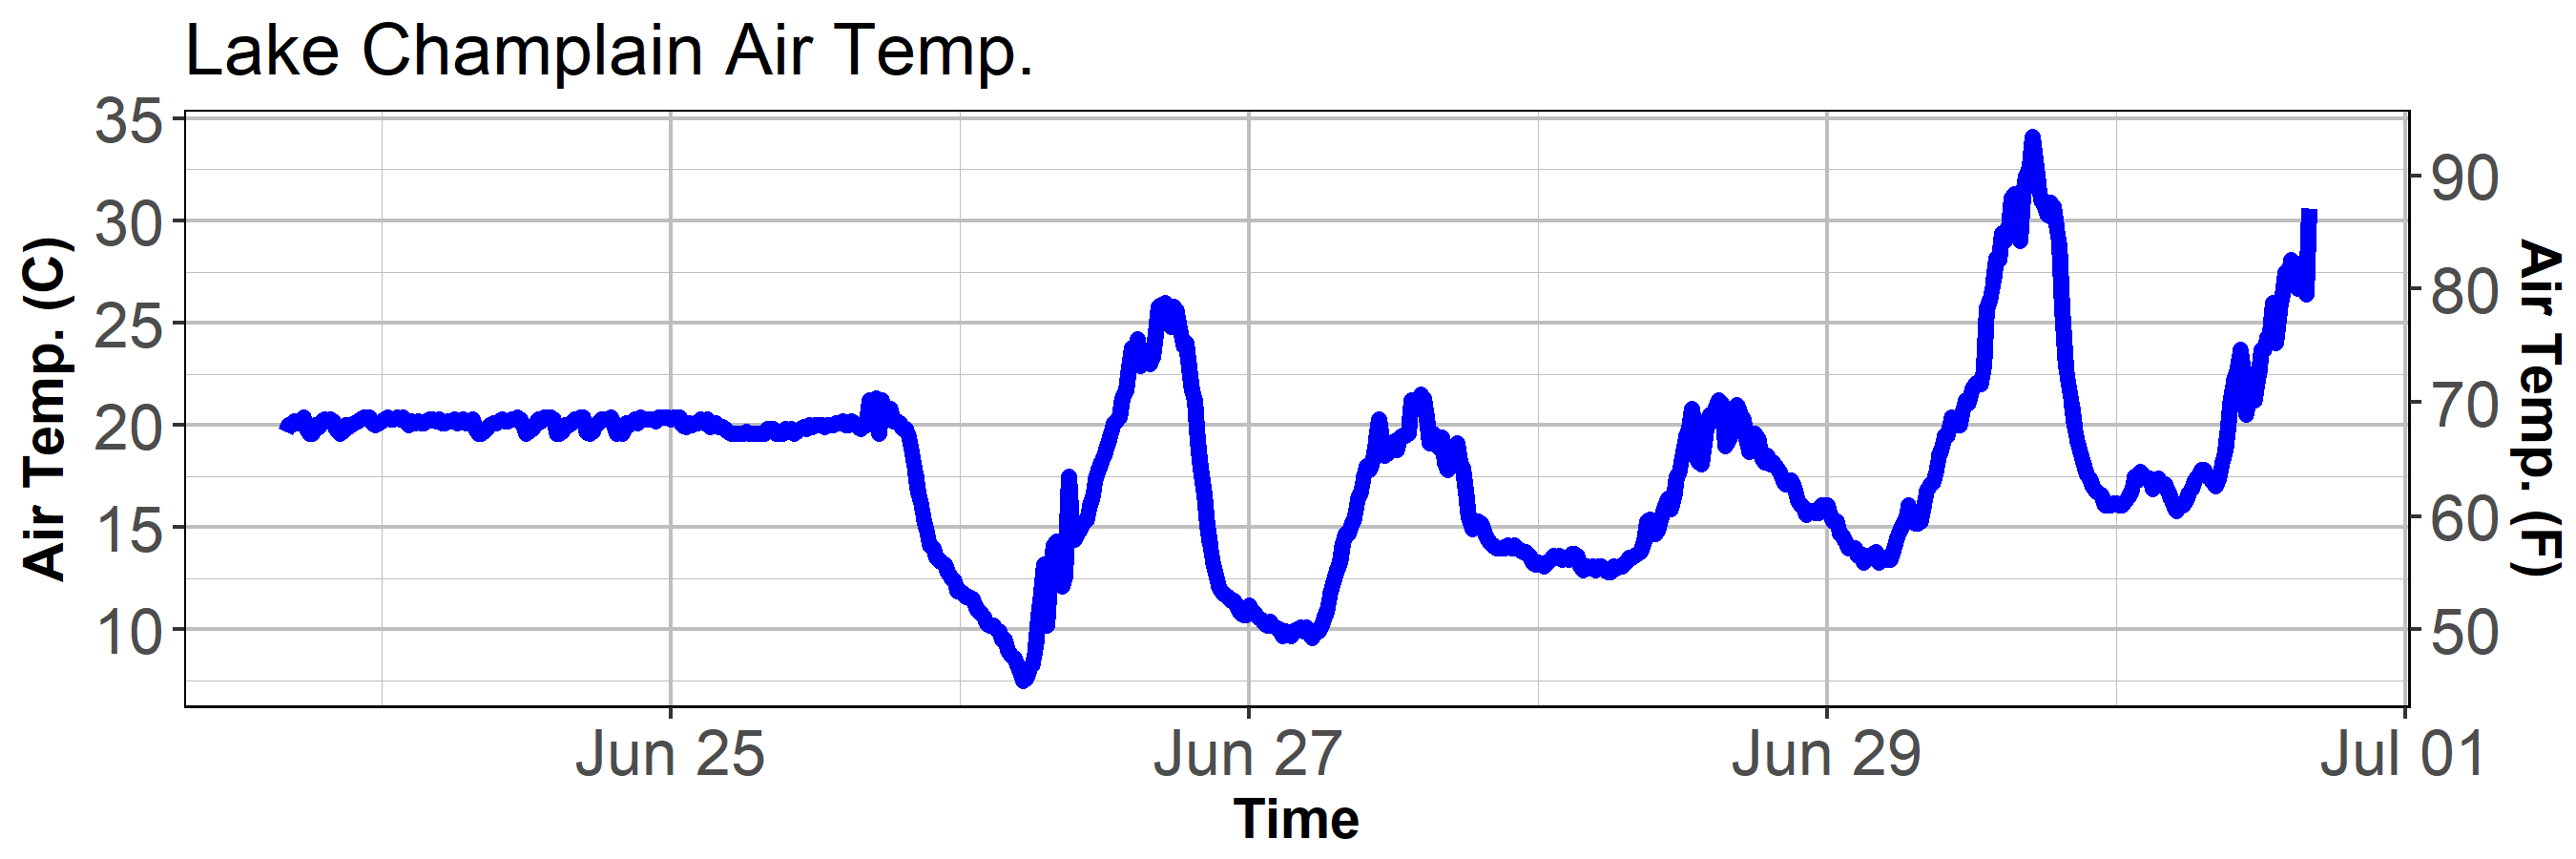 Lake Champlain Air Temp.
35
30
25
20
15
10
Air Temp. (C)
90
80
70
60
50
Air Temp. (F)
Jun 25 Jun 27 Jun 29 Jul 01
Time